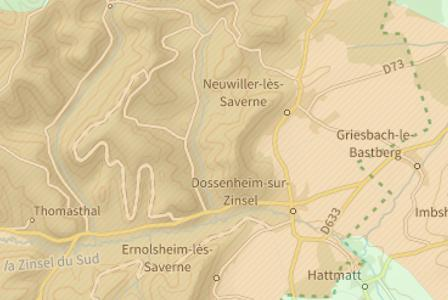 D73
Neuwiller-lès-
Saverne
Griesbach-le-
Bastberg
Dossenheim-sur-
Zinsel
Thomasthal
Imbsh
D633
Ernolsheim-lès-
Saverne
la Zinsel du Sud
Hattmatt